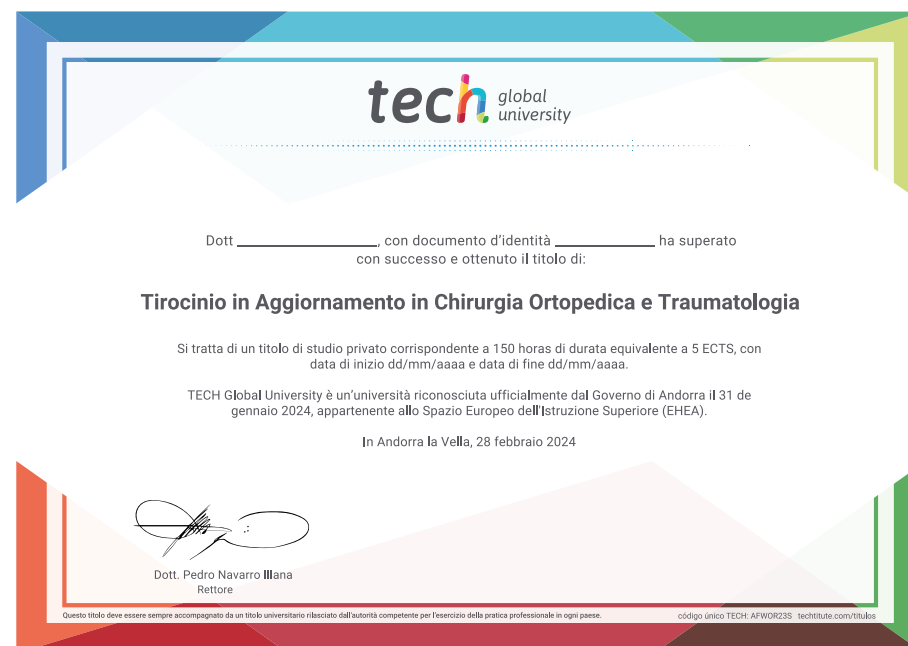 tech global university
Dott ____________, con documento d'identità ____________ ha superato
con successo e ottenuto il titolo di:
Tirocinio in Aggiornamento in Chirurgia Ortopedica e Traumatologia
Si tratta di un titolo di studio privato corrispondente a 150 horas di durata equivalente a 5 ECTS, con
data di inizio dd/mm/aaaa e data di fine dd/mm/aaaa.
TECH Global University è un'università riconosciuta ufficialmente dal Governo di Andorra il 31 de
gennaio 2024, appartenente allo Spazio Europeo dell'Istruzione Superiore (EHEA).
In Andorra la Vella, 28 febbraio 2024
Dott. Pedro Navarro Illana
Rettore
Questo titolo deve essere sempre accompagnato da un titolo universitario rilasciato dall'autorità competente per l'esercizio della pratica professionale in ogni paese.
código único TECH: AFWOR23S techtitute.com/titulos